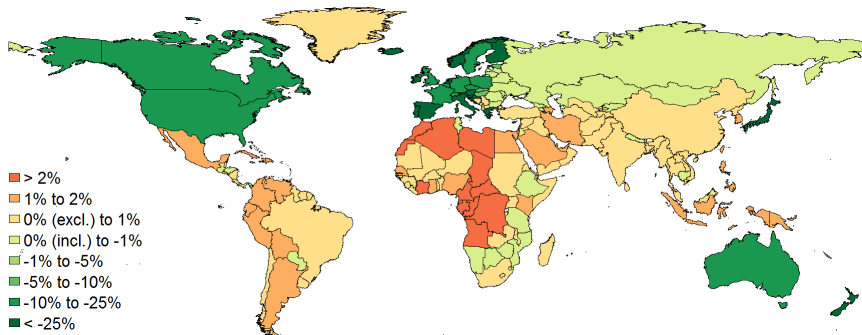 > 2%
1% to 2%
0% (excl.) to 1%
0% (incl.) to -1%
-1% to -5%
-5% to -10%
-10% to -25%
< -25%